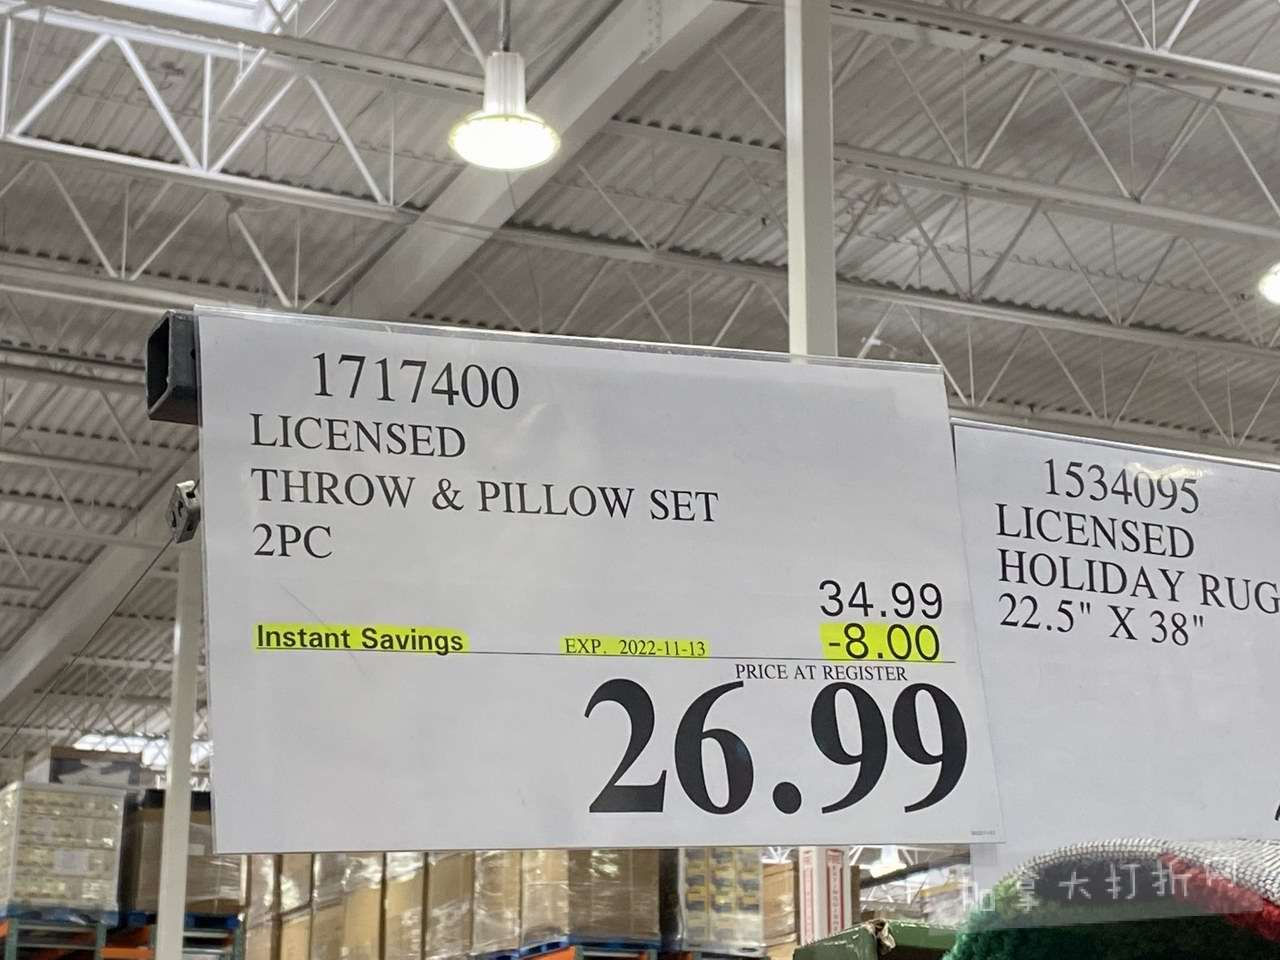 1717400
LICENSED
THROW & PILLOW SET
2PC
34.99
Instant Savings EXP. 2022-11-13 -8.00
PRICE AT REGISTER
26.99
1534095
LICENSED
HOLIDAY RUG
22.5" X 38"
加拿大打折网